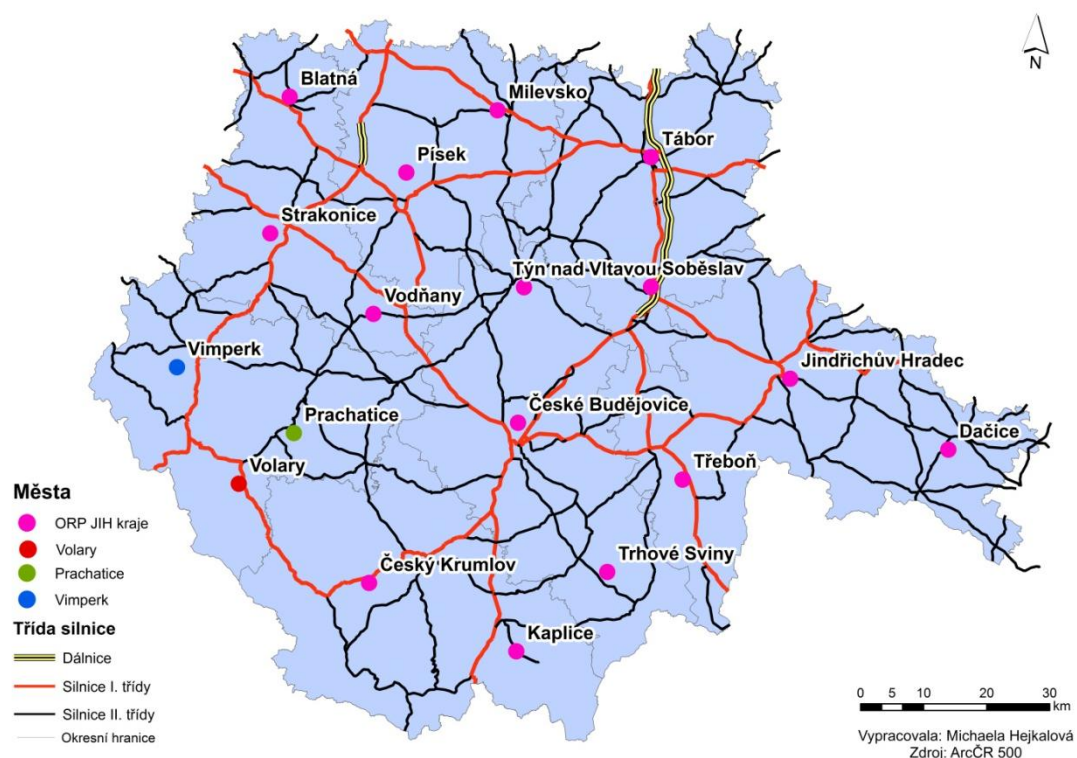 N
Blatná
Milevsko
Tábor
Písek
Strakonice
Týn nad Vltavou Soběslav
Vodňany
Vimperk
Jindřichův Hradec
Prachatice
České Budějovice
Dačice
Volary
Třeboň
Trhové Sviny
Český Krumlov
Kaplice
Města
ORP JIH kraje
Volary
Prachatice
Vimperk
Třída silnice
Dálnice
Silnice I. třídy
Silnice II. třídy
Okresní hranice
0 5 10 20 30
km
Vypracovala: Michaela Hejkalová
Zdroj: ArcČR 500